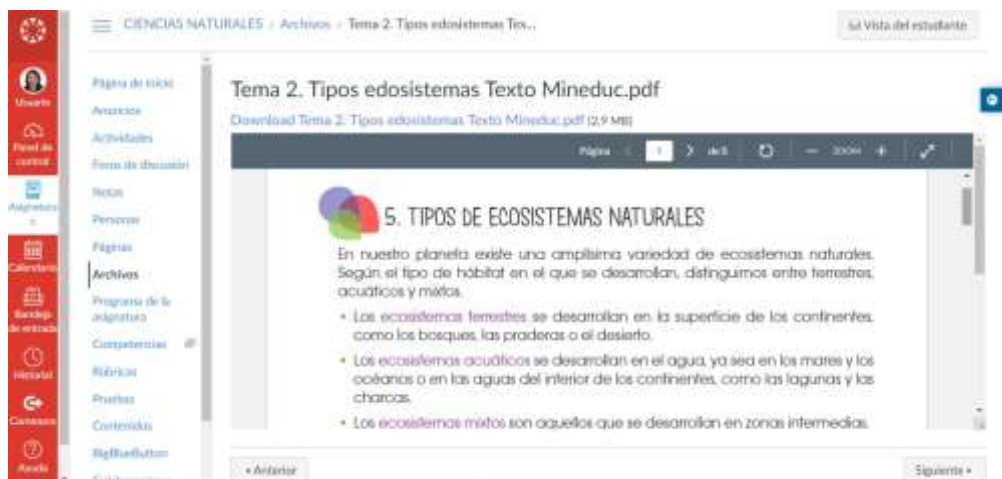 CIENCIAS NATURALES › Archivos › Tema 2. Tipos edosistemas Tex...
Vista del estudiante
Usuario
Panel de control
Asignaturas
Calendario
Bandeja de entrada
Historial
Commons
Ayuda
Página de inicio
Anuncios
Actividades
Foros de discusión
Notas
Personas
Páginas
Archivos
Programa de la asignatura
Competencias
Rúbricas
Pruebas
Contenidos
BigBlueButton
Tema 2. Tipos edosistemas Texto Mineduc.pdf
Download Tema 2. Tipos edosistemas Texto Mineduc.pdf (2,9 MB)
Página < 1 > de
ZOOM +
5. TIPOS DE ECOSISTEMAS NATURALES
En nuestro planeta existe una amplísima variedad de ecosistemas naturales.
Según el tipo de hábitat en el que se desarrollan, distinguimos entre terrestres,
acuáticos y mixtos.
• Los ecosistemas terrestres se desarrollan en la superficie de los continentes,
como los bosques, las praderas o el desierto.
• Los ecosistemas acuáticos se desarrollan en el agua, ya sea en los mares y los
océanos o en las aguas del interior de los continentes, como las lagunas y las
charcas.
• Los ecosistemas mixtos son aquellos que se desarrollan en zonas intermedias.
‹ Anterior
Siguiente ›